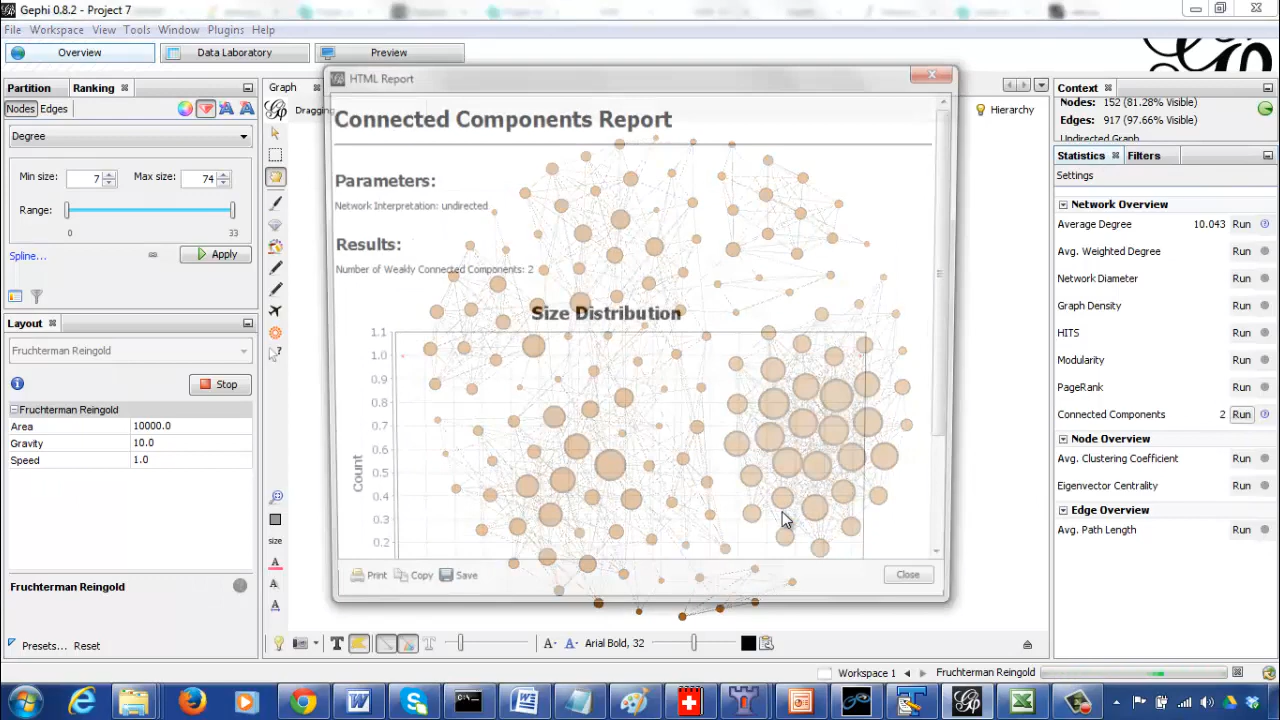 Gephi 0.8.2 - Project 7
File Workspace View Tools Window Plugins Help
Overview Data Laboratory Preview
Partition Ranking
Nodes Edges
Degree
Min size: 7 Max size: 74
Range:
0 33
Spline... Apply
Layout
Fruchterman Reingold
Stop
Fruchterman Reingold
Area 10000.0
Gravity 10.0
Speed 1.0
Fruchterman Reingold
Presets... Reset
Graph
Dragging
Hierarchy
size
HTML Report
Connected Components Report
Parameters:
Network Interpretation: undirected
Results:
Number of Weakly Connected Components: 2
Size Distribution
1.1
1.0
0.9
0.8
0.7
0.6
0.5
0.4
0.3
0.2
Count
Print Copy Save Close
Arial Bold, 32
Context
Nodes: 152 (81.28% Visible)
Edges: 917 (97.66% Visible)
Undirected Graph
Statistics Filters
Settings
Network Overview
Average Degree 10.043 Run
Avg. Weighted Degree Run
Network Diameter Run
Graph Density Run
HITS Run
Modularity Run
PageRank Run
Connected Components 2 Run
Node Overview
Avg. Clustering Coefficient Run
Eigenvector Centrality Run
Edge Overview
Avg. Path Length Run
Workspace 1 Fruchterman Reingold